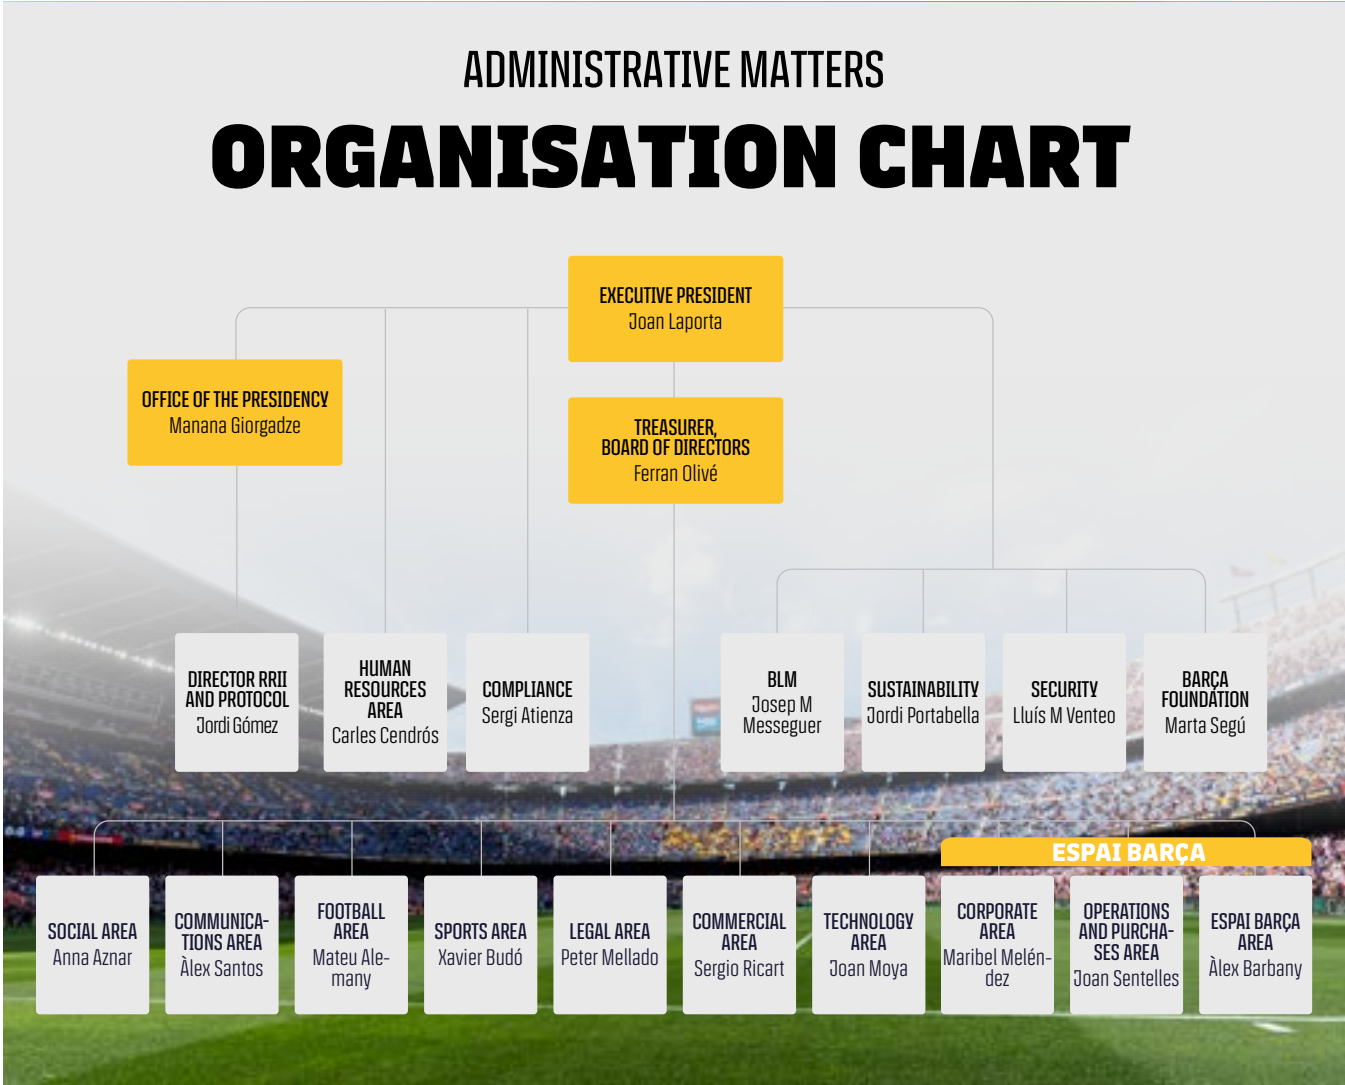 ADMINISTRATIVE MATTERS
ORGANISATION CHART
EXECUTIVE PRESIDENT
Joan Laporta
OFFICE OF THE PRESIDENCY
Manana Giorgadze
TREASURER,
BOARD OF DIRECTORS
Ferran Olivé
DIRECTOR RRII
AND PROTOCOL
Jordi Gómez
HUMAN
RESOURCES
AREA
Carles Cendrós
COMPLIANCE
Sergi Atienza
BLM
Josep M
Messeguer
SUSTAINABILITY
Jordi Portabella
SECURITY
Lluís M Venteo
BARÇA
FOUNDATION
Marta Segú
ESPAI BARÇA
SOCIAL AREA
Anna Aznar
COMMUNICA-
TIONS AREA
Àlex Santos
FOOTBALL
AREA
Mateu Ale-
many
SPORTS AREA
Xavier Budó
LEGAL AREA
Peter Mellado
COMMERCIAL
AREA
Sergio Ricart
TECHNOLOGY
AREA
Joan Moya
CORPORATE
AREA
Maribel Melén-
dez
OPERATIONS
AND PURCHA-
SES AREA
Joan Sentelles
ESPAI BARÇA
AREA
Àlex Barbany